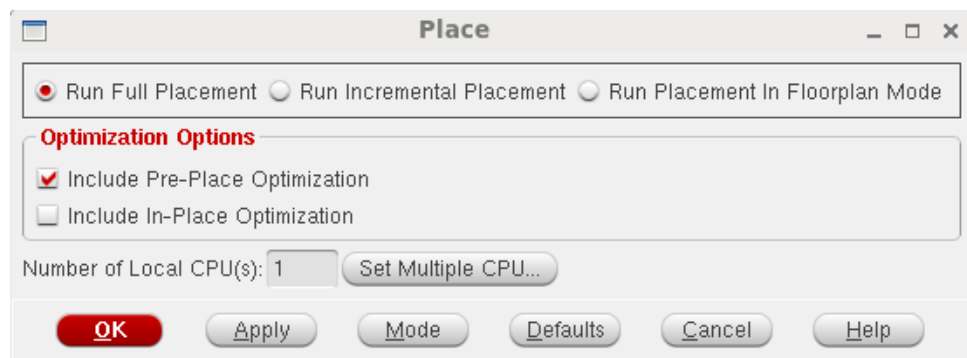 Place
Run Full Placement Run Incremental Placement Run Placement In Floorplan Mode
Optimization Options
Include Pre-Place Optimization
Include In-Place Optimization
Number of Local CPU(s): 1 Set Multiple CPU...
OK Apply Mode Defaults Cancel Help